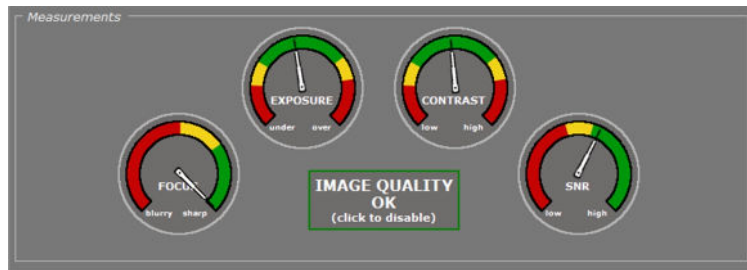 Measurements
EXPOSURE
under over
CONTRAST
low high
FOCUS
blurry sharp
IMAGE QUALITY
OK
(click to disable)
SNR
low high